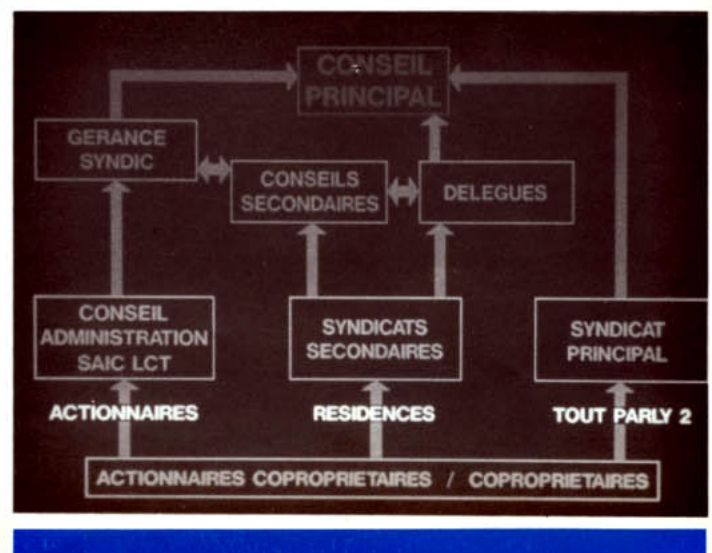 CONSEIL
PRINCIPAL
GERANCE
SYNDIC
CONSEILS
SECONDAIRES
DELEGUES
CONSEIL
ADMINISTRATION
SAIC LCT
SYNDICATS
SECONDAIRES
SYNDICAT
PRINCIPAL
ACTIONNAIRES
RESIDENCES
TOUT PARLY 2
ACTIONNAIRES COPROPRIETAIRES / COPROPRIETAIRES